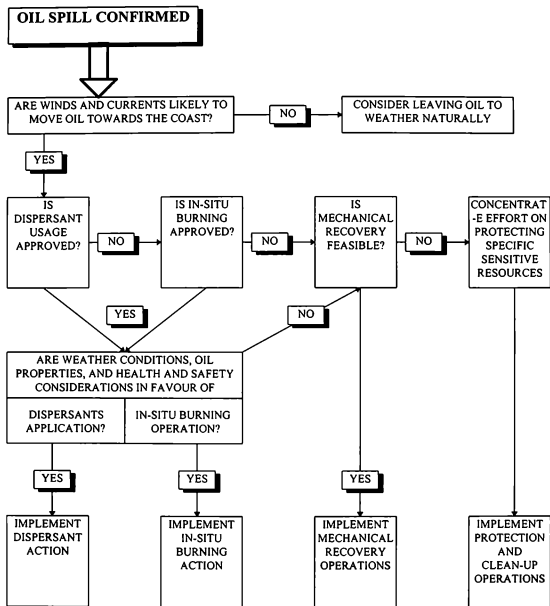 OIL SPILL CONFIRMED
ARE WINDS AND CURRENTS LIKELY TO
MOVE OIL TOWARDS THE COAST?
NO
CONSIDER LEAVING OIL TO
WEATHER NATURALLY
YES
IS
DISPERSANT
USAGE
APPROVED?
NO
IS IN-SITU
BURNING
APPROVED?
NO
IS
MECHANICAL
RECOVERY
FEASIBLE?
NO
CONCENTRAT
-E EFFORT ON
PROTECTING
SPECIFIC
SENSITIVE
RESOURCES
YES
NO
ARE WEATHER CONDITIONS, OIL
PROPERTIES, AND HEALTH AND SAFETY
CONSIDERATIONS IN FAVOUR OF
DISPERSANTS
APPLICATION?
IN-SITU BURNING
OPERATION?
YES
YES
YES
IMPLEMENT
DISPERSANT
ACTION
IMPLEMENT
IN-SITU
BURNING
ACTION
IMPLEMENT
MECHANICAL
RECOVERY
OPERATIONS
IMPLEMENT
PROTECTION
AND
CLEAN-UP
OPERATIONS